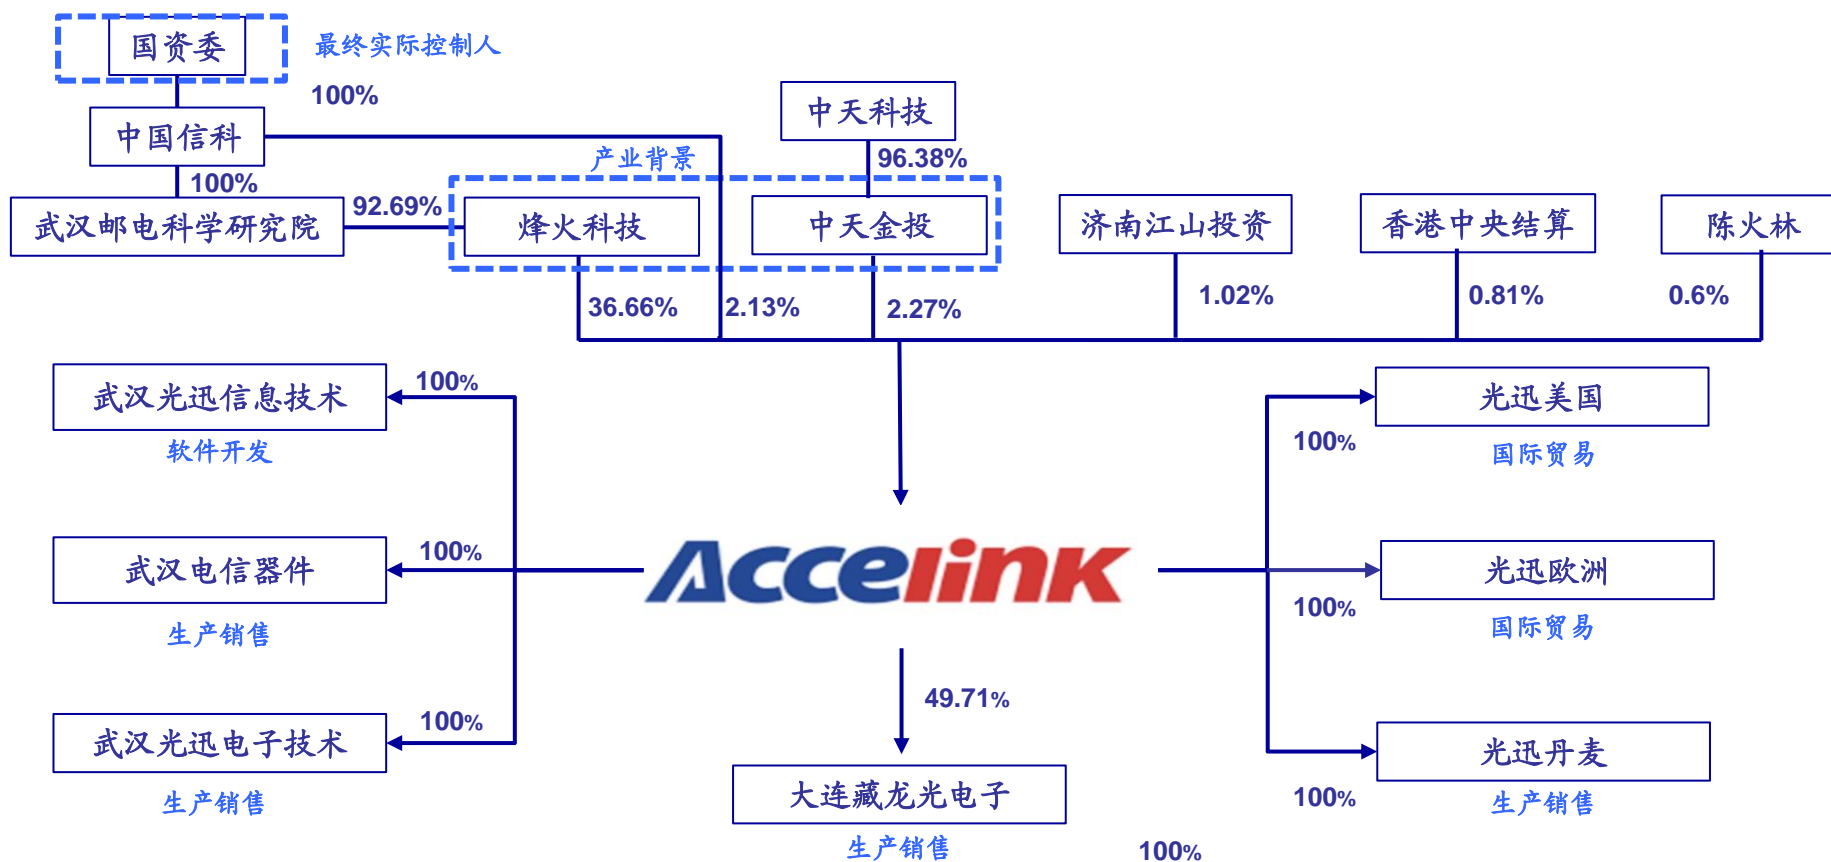 国资委
最终实际控制人
100%
中国信科
中天科技
产业背景
96.38%
100%
武汉邮电科学研究院
92.69%
烽火科技
中天金投
济南江山投资
香港中央结算
陈火林
36.66%
2.13%
2.27%
1.02%
0.81%
0.6%
武汉光迅信息技术
100%
软件开发
光迅美国
100%
国际贸易
武汉电信器件
100%
生产销售
Accelink
光迅欧洲
100%
国际贸易
武汉光迅电子技术
100%
生产销售
49.71%
大连藏龙光电子
生产销售
光迅丹麦
100%
生产销售
100%